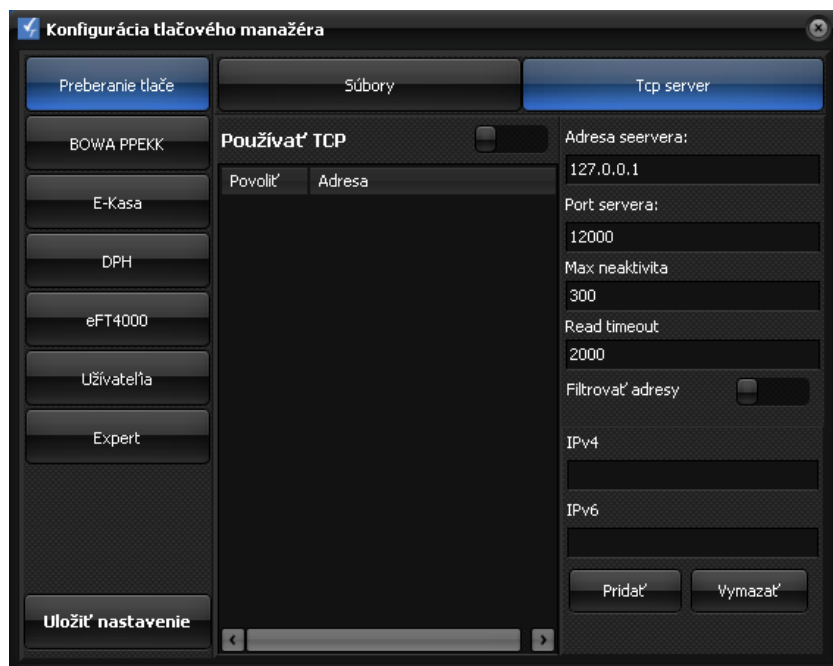 Konfigurácia tlačového manažéra
Preberanie tlače
Súbory
Tcp server
BOWA PPEKK
E-Kasa
DPH
eFT4000
Užívateľia
Expert
Uložiť nastavenie
Používať TCP
Povoliť Adresa
Adresa seervera:
127.0.0.1
Port servera:
12000
Max neaktivita
300
Read timeout
2000
Filtrovať adresy
IPv4
IPv6
Pridať
Vymazať